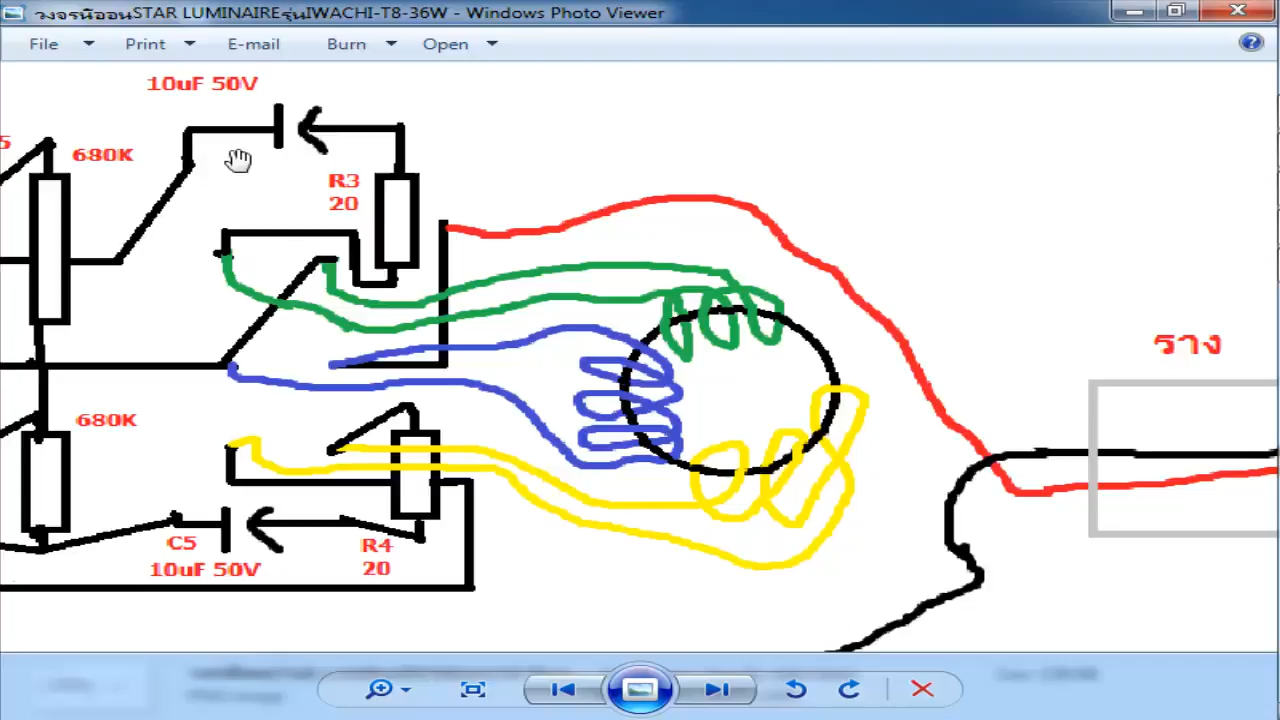 วงจรนีออนSTAR LUMINAIREรุ่นIWACHI-T8-36W - Windows Photo Viewer
File Print E-mail Burn Open
10uF 50V
5
680K
R3
20
ราง
680K
C5
10uF 50V
R4
20